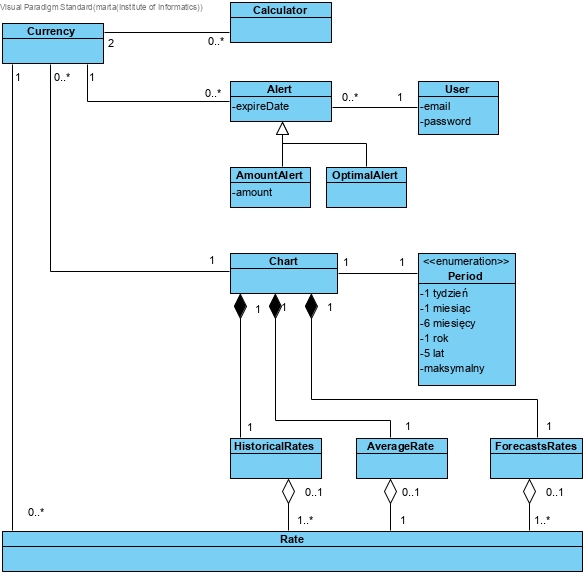 Visual Paradigm Standard(marta(Institute of Informatics))
Currency
Calculator
2
0..*
1
0..*
1
0..*
Alert
-expireDate
0..*
1
User
-email
-password
AmountAlert
-amount
OptimalAlert
1
Chart
1
1
<<enumeration>>
Period
-1 tydzień
-1 miesiąc
-6 miesięcy
-1 rok
-5 lat
-maksymalny
1
1
1
1
1
1
HistoricalRates
AverageRate
ForecastsRates
0..1
0..1
0..1
0..*
1..*
1
1..*
Rate